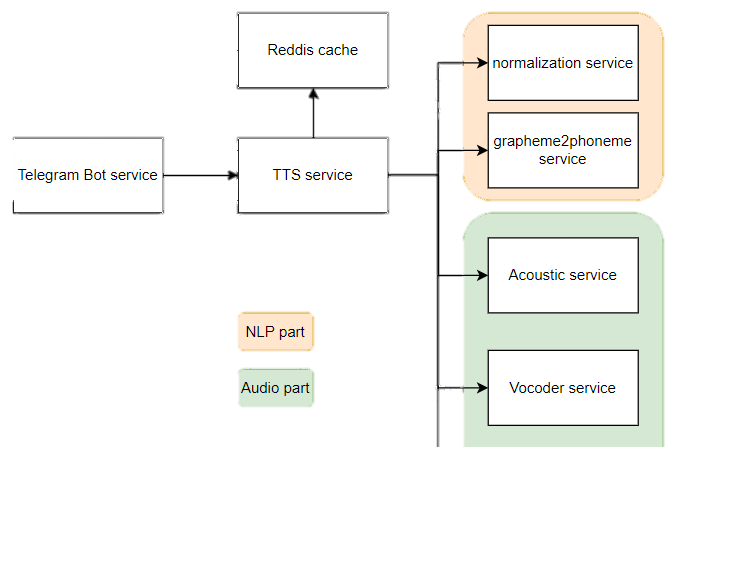 Reddis cache
normalization service
grapheme2phoneme
service
Telegram Bot service
TTS service
Acoustic service
NLP part
Audio part
Vocoder service